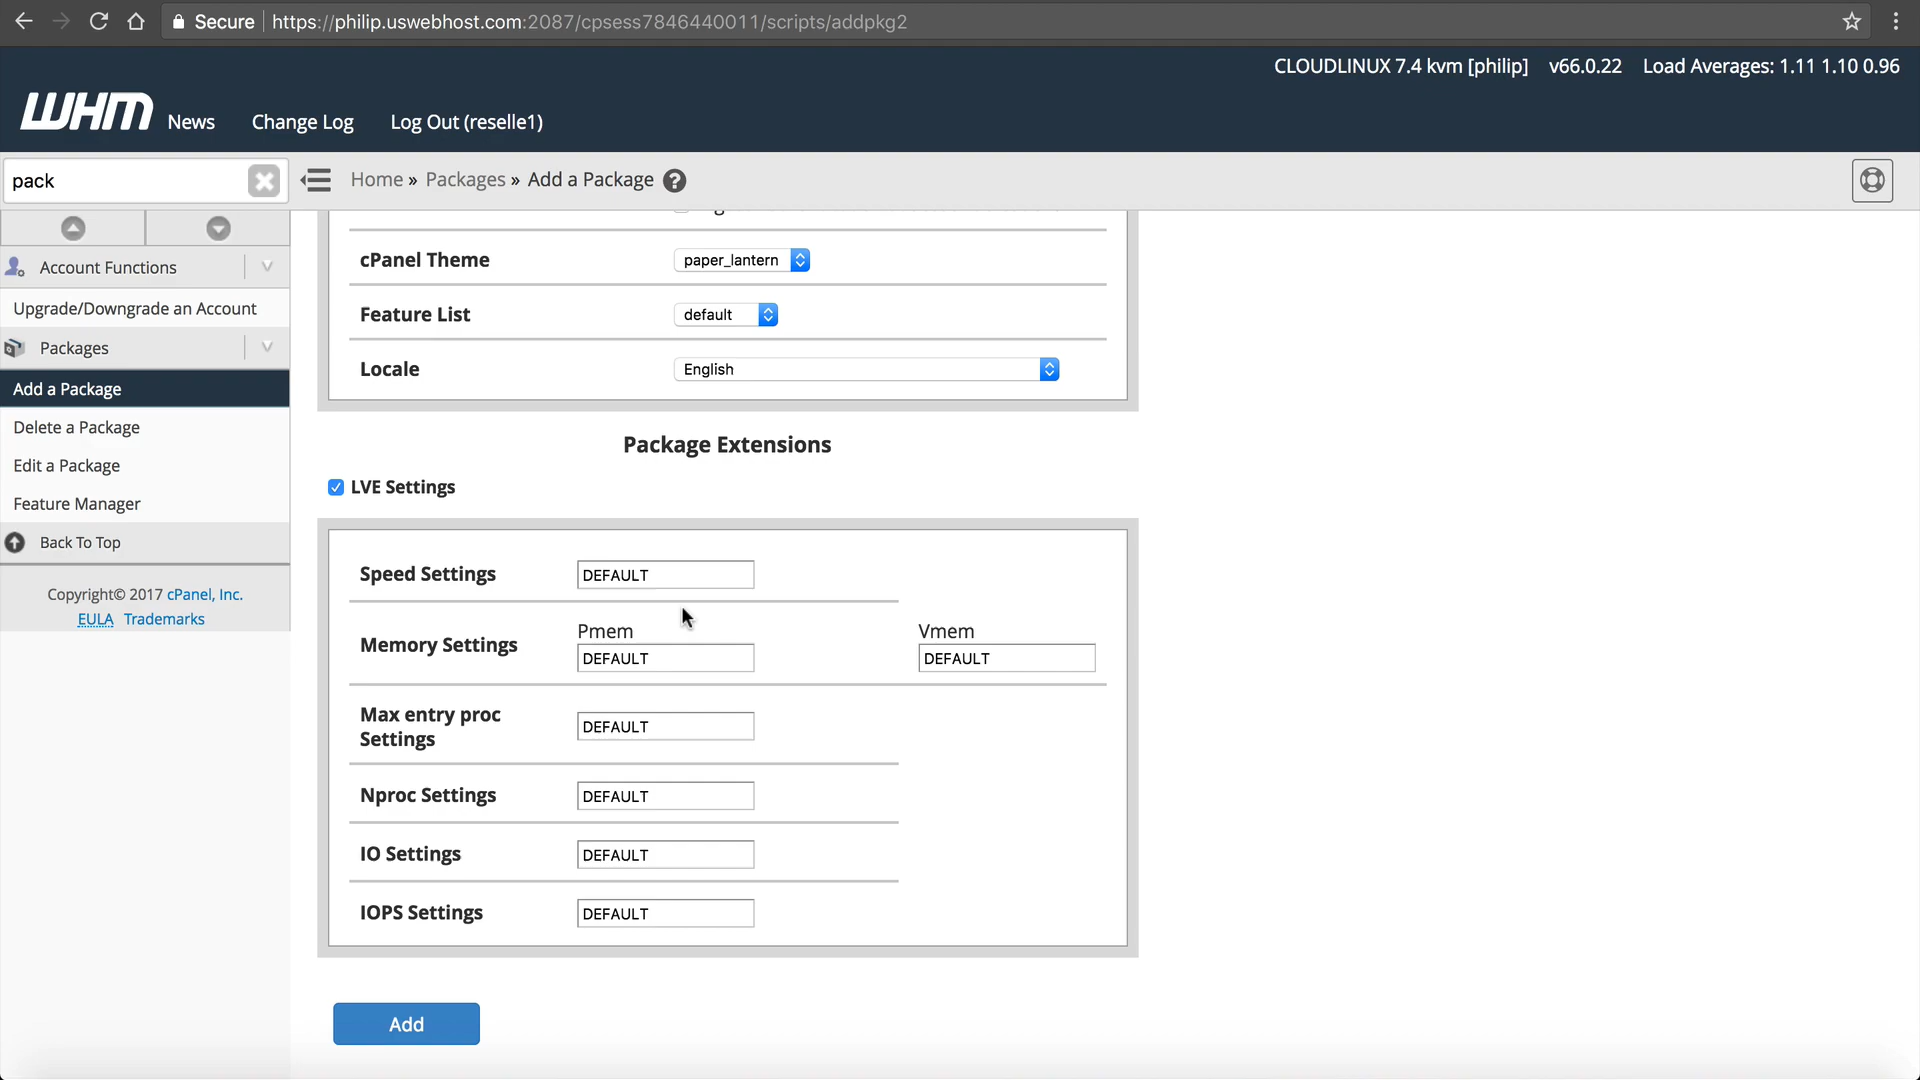 Secure https://philip.uswebhost.com:2087/cpsess7846440011/scripts/addpkg2
CLOUDLINUX 7.4 kvm [philip] v66.0.22 Load Averages: 1.11 1.10 0.96
WHM News Change Log Log Out (reselle1)
pack
Home » Packages » Add a Package
Account Functions
Upgrade/Downgrade an Account
Packages
Add a Package
Delete a Package
Edit a Package
Feature Manager
Back To Top
Copyright© 2017 cPanel, Inc.
EULA Trademarks
cPanel Theme paper_lantern
Feature List default
Locale English
Package Extensions
LVE Settings
Speed Settings DEFAULT
Pmem Vmem
Memory Settings
DEFAULT DEFAULT
Max entry proc
Settings
DEFAULT
Nproc Settings DEFAULT
IO Settings DEFAULT
IOPS Settings DEFAULT
Add